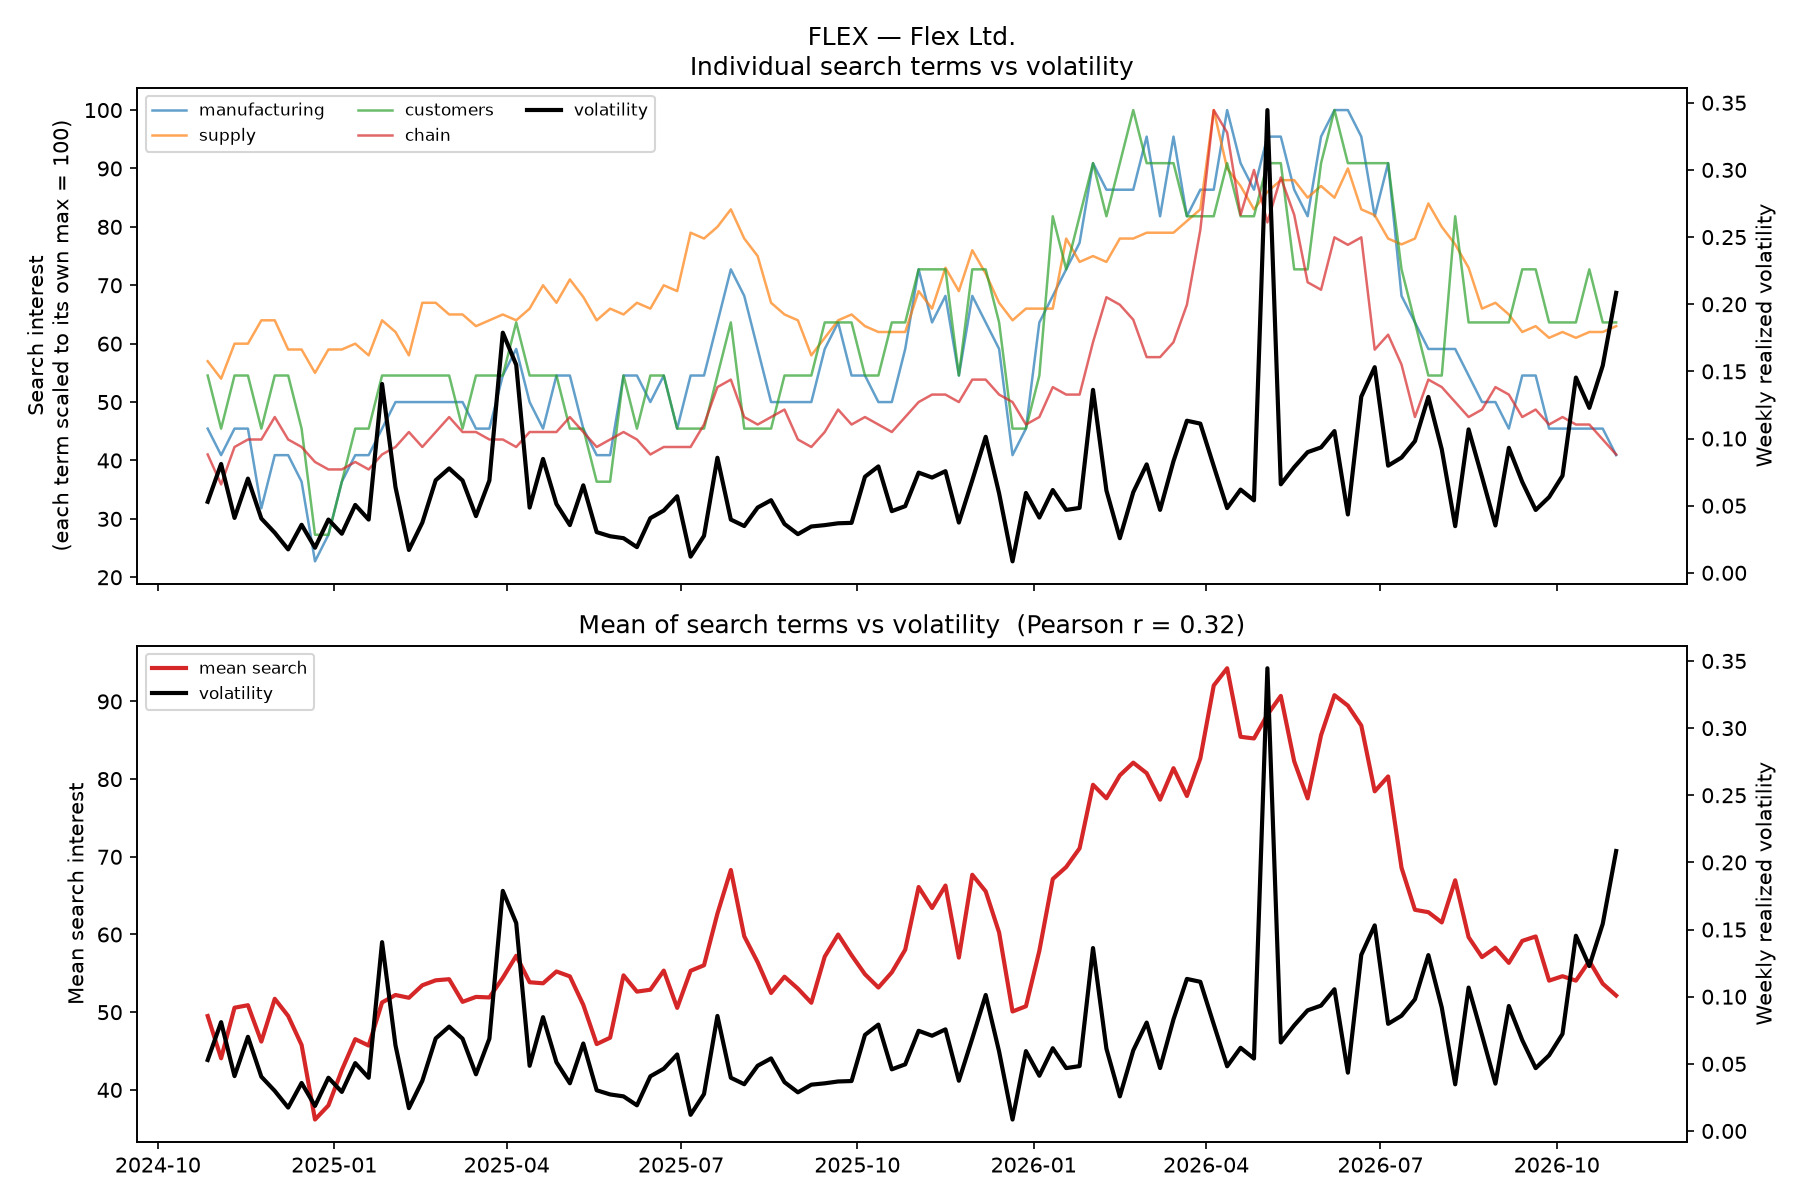 FLEX — Flex Ltd.
Individual search terms vs volatility
manufacturing
supply
customers
chain
volatility
Search interest
(each term scaled to its own max = 100)
100
90
80
70
60
50
40
30
20
0.35
0.30
0.25
0.20
0.15
0.10
0.05
0.00
Weekly realized volatility
Mean of search terms vs volatility (Pearson r = 0.32)
mean search
volatility
Mean search interest
90
80
70
60
50
40
0.35
0.30
0.25
0.20
0.15
0.10
0.05
0.00
Weekly realized volatility
2024-10
2025-01
2025-04
2025-07
2025-10
2026-01
2026-04
2026-07
2026-10